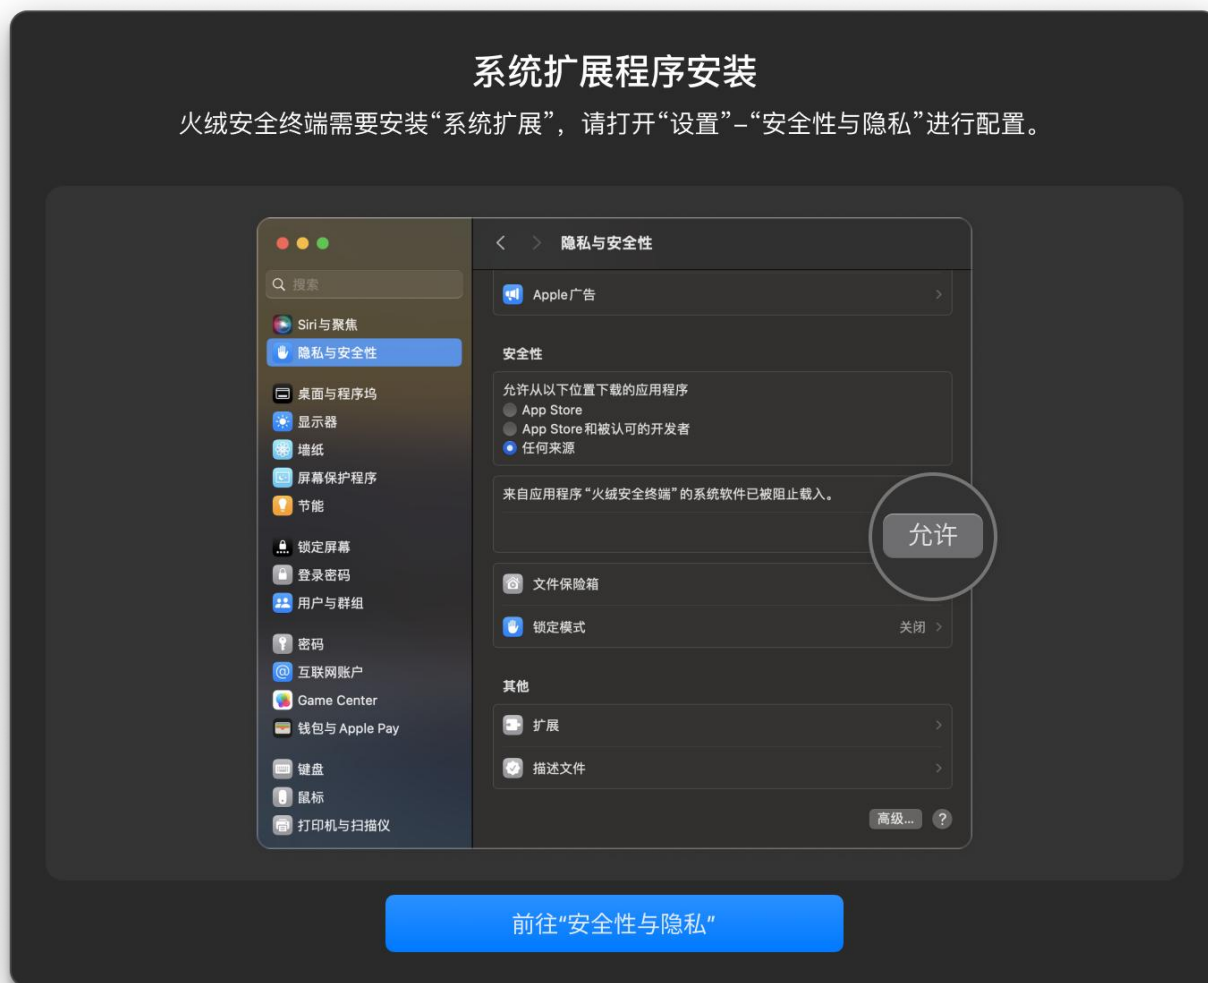 系统扩展程序安装
火绒安全终端需要安装“系统扩展”，请打开“设置”–“安全性与隐私”进行配置。
隐私与安全性
搜索
Siri与聚焦
隐私与安全性
桌面与程序坞
显示器
墙纸
屏幕保护程序
节能
锁定屏幕
登录密码
用户与群组
密码
互联网账户
Game Center
钱包与 Apple Pay
键盘
鼠标
打印机与扫描仪
Apple广告
安全性
允许从以下位置下载的应用程序
App Store
App Store和被认可的开发者
任何来源
来自应用程序“火绒安全终端”的系统软件已被阻止载入。
允许
文件保险箱
锁定模式 关闭
其他
扩展
描述文件
高级... ?
前往“安全性与隐私”